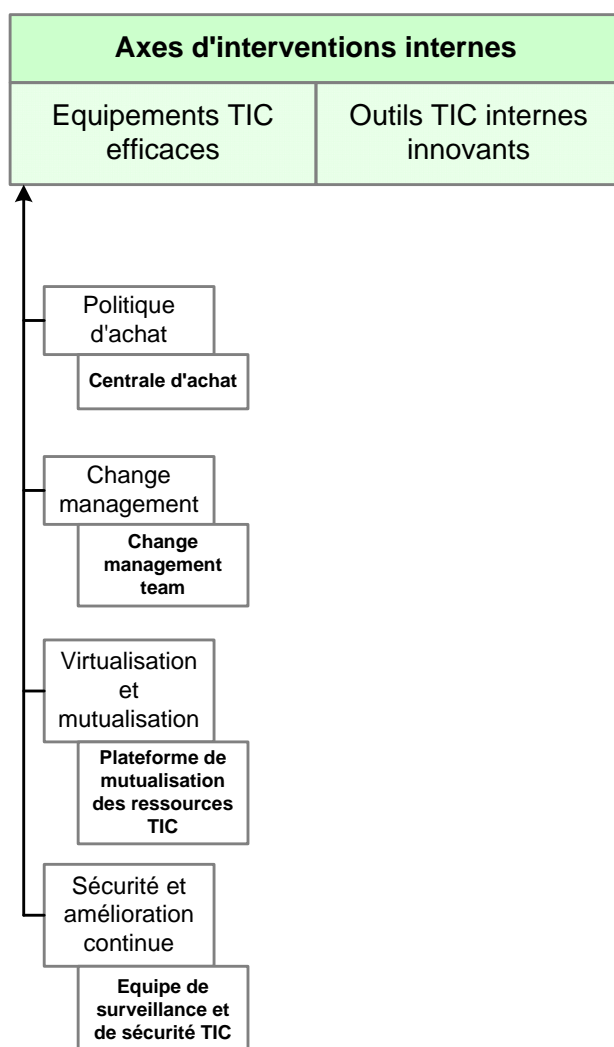 Axes d'interventions internes
Equipements TIC
efficaces
Outils TIC internes
innovants
Politique
d'achat
Centrale d'achat
Change
management
Change
management
team
Virtualisation
et
mutualisation
Plateforme de
mutualisation
des ressources
TIC
Sécurité et
amélioration
continue
Equipe de
surveillance et
de sécurité TIC